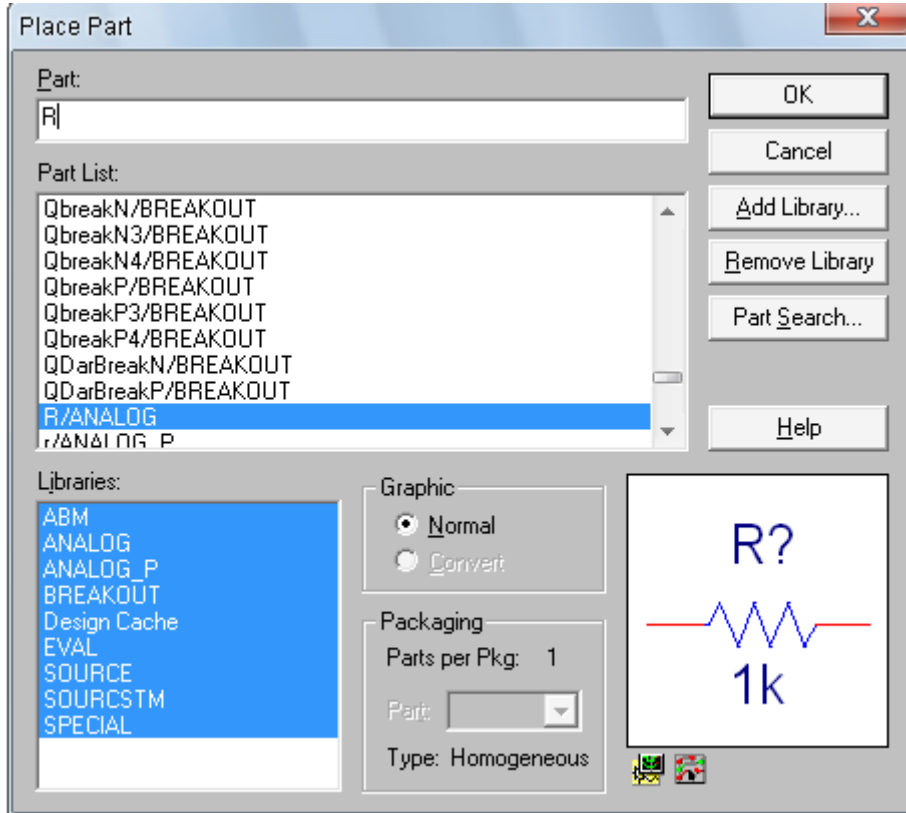 Place Part
Part:
R
OK
Cancel
Part List:
QbreakN/BREAKOUT
QbreakN3/BREAKOUT
QbreakN4/BREAKOUT
QbreakP/BREAKOUT
QbreakP3/BREAKOUT
QbreakP4/BREAKOUT
QDarBreakN/BREAKOUT
QDarBreakP/BREAKOUT
R/ANALOG
r/ANALOG_P
Add Library...
Remove Library
Part Search...
Help
Libraries:
ABM
ANALOG
ANALOG_P
BREAKOUT
Design Cache
EVAL
SOURCE
SOURCSTM
SPECIAL
Graphic
Normal
Convert
Packaging
Parts per Pkg: 1
Part:
Type: Homogeneous
R?
1k